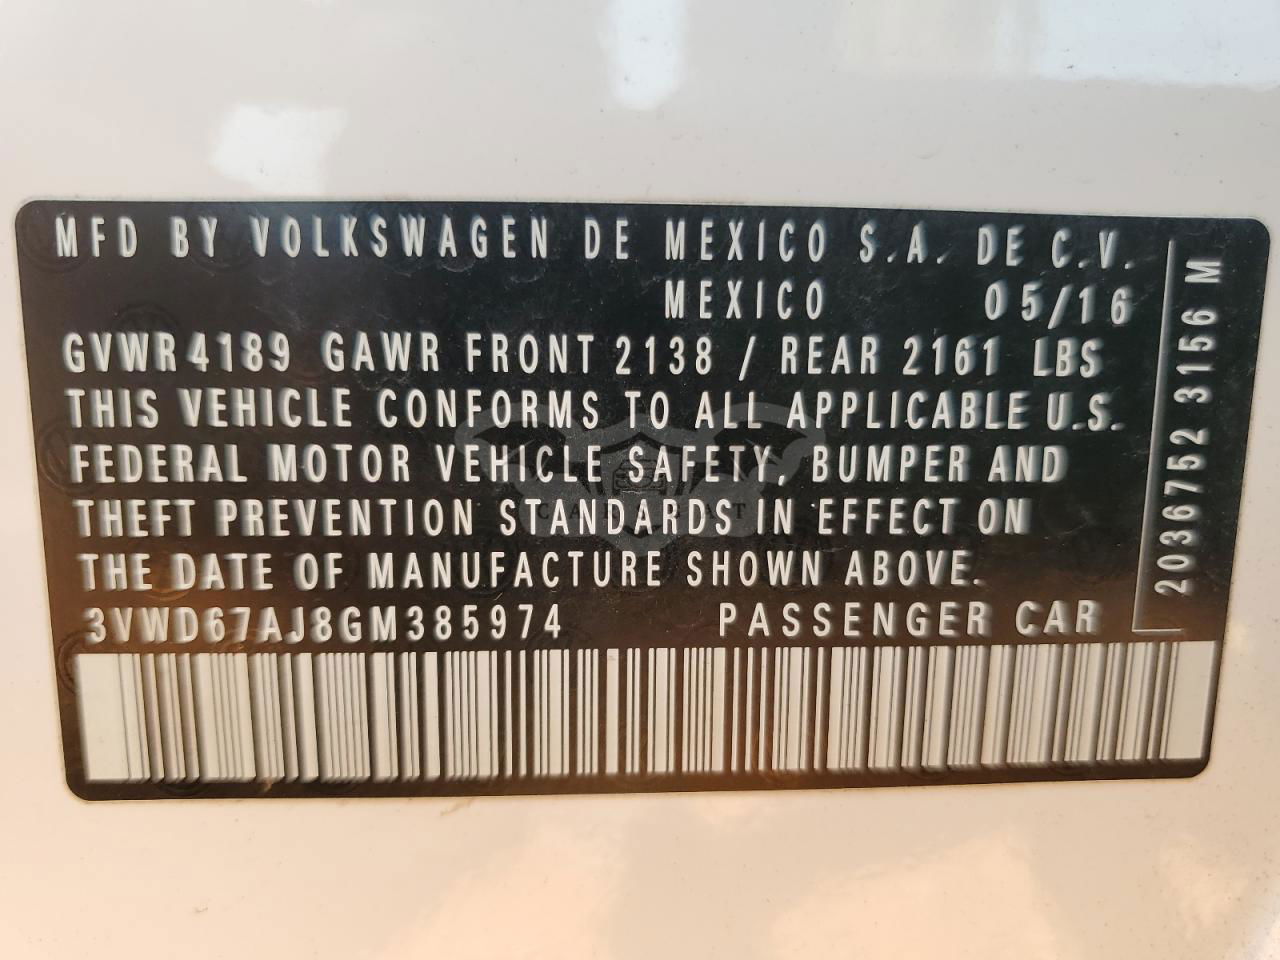 MFD BY VOLKSWAGEN DE MEXICO S.A. DE C.V.
MEXICO 05/16
GVWR 4189 GAWR FRONT 2138 / REAR 2161 LBS
THIS VEHICLE CONFORMS TO ALL APPLICABLE U.S.
FEDERAL MOTOR VEHICLE SAFETY, BUMPER AND
THEFT PREVENTION STANDARDS IN EFFECT ON
THE DATE OF MANUFACTURE SHOWN ABOVE.
3VWD67AJ8GM385974 PASSENGER CAR
2036752 3156 M